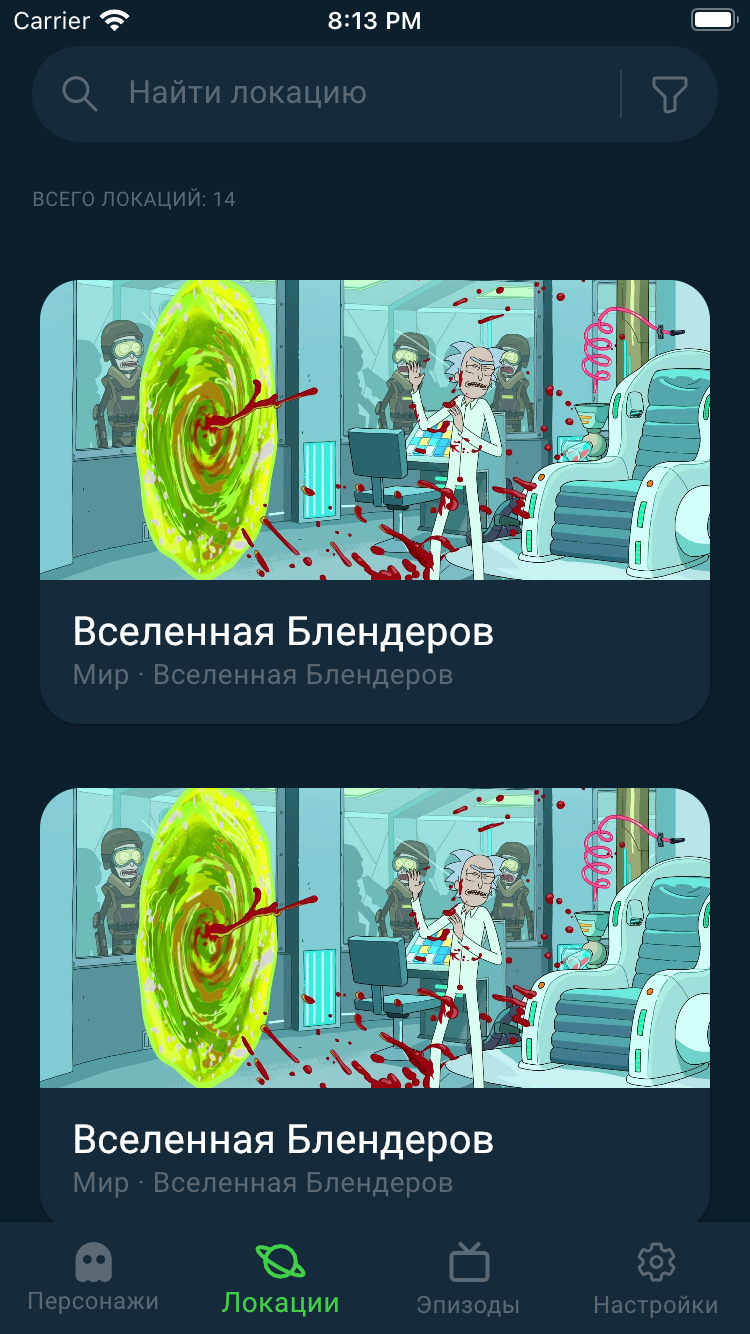 Carrier 8:13 PM
Найти локацию
ВСЕГО ЛОКАЦИЙ: 14
Вселенная Блендеров
Мир · Вселенная Блендеров
Вселенная Блендеров
Мир · Вселенная Блендеров
Персонажи Локации Эпизоды Настройки